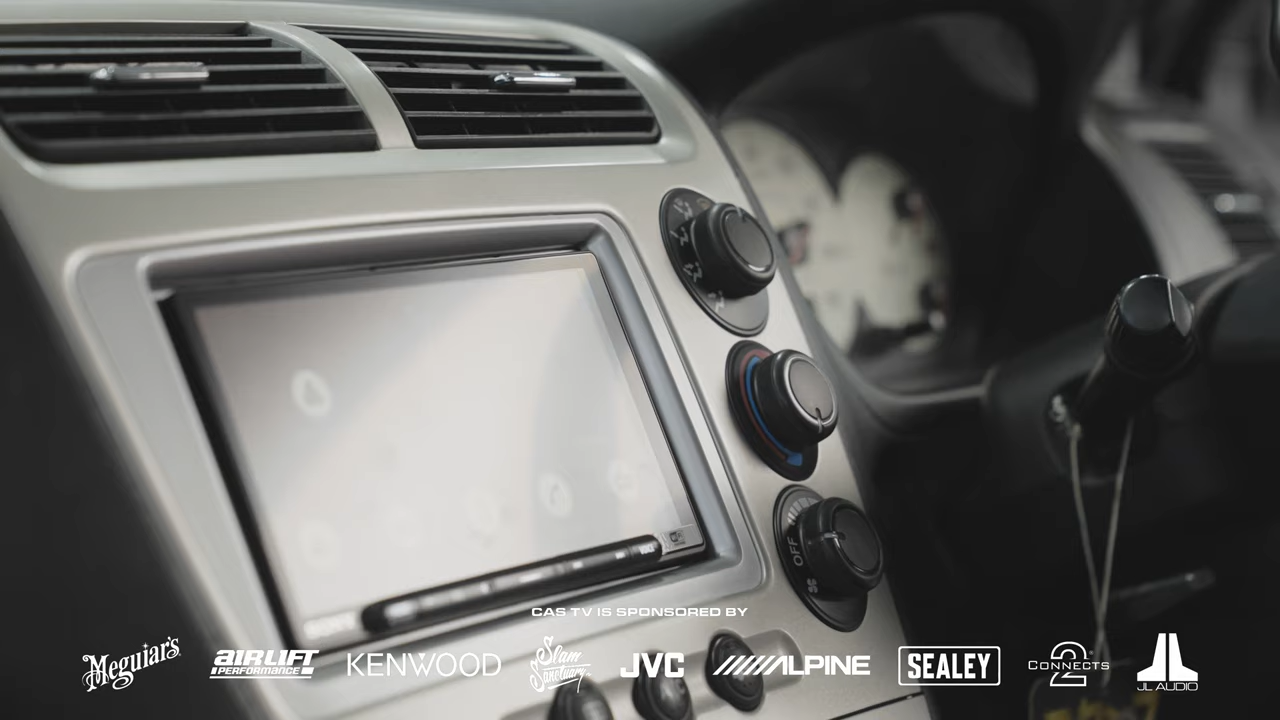 OFF
CAS TV IS SPONSORED BY
Meguiar's
AIRLIFT
PERFORMANCE
KENWOOD
Slam
Sanctuary
JVC
ALPINE
SEALEY
CONNECTS
2
JL AUDIO